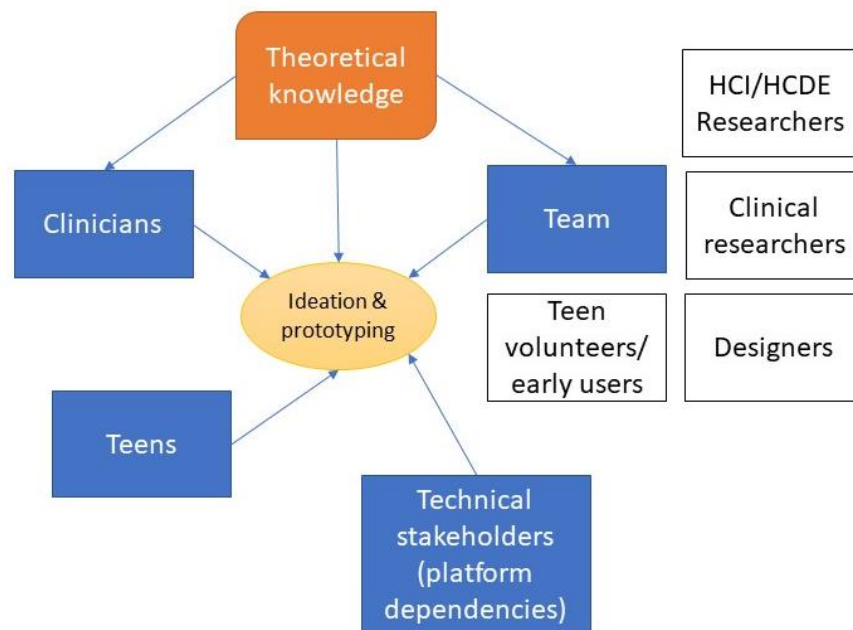 Theoretical
knowledge
HCI/HCDE
Researchers
Clinicians
Team
Clinical
researchers
Ideation &
prototyping
Teen
volunteers/
early users
Designers
Teens
Technical
stakeholders
(platform
dependencies)